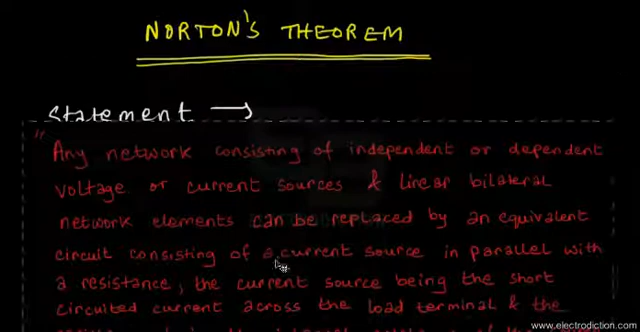 NORTON'S THEOREM
Statement →
"Any network consisting of independent or dependent
voltage or current sources & linear bilateral
network elements can be replaced by an equivalent
circuit consisting of a current source in parallel with
a resistance, the current source being the short
circuited current across the load terminal & the
www.electrodiction.com